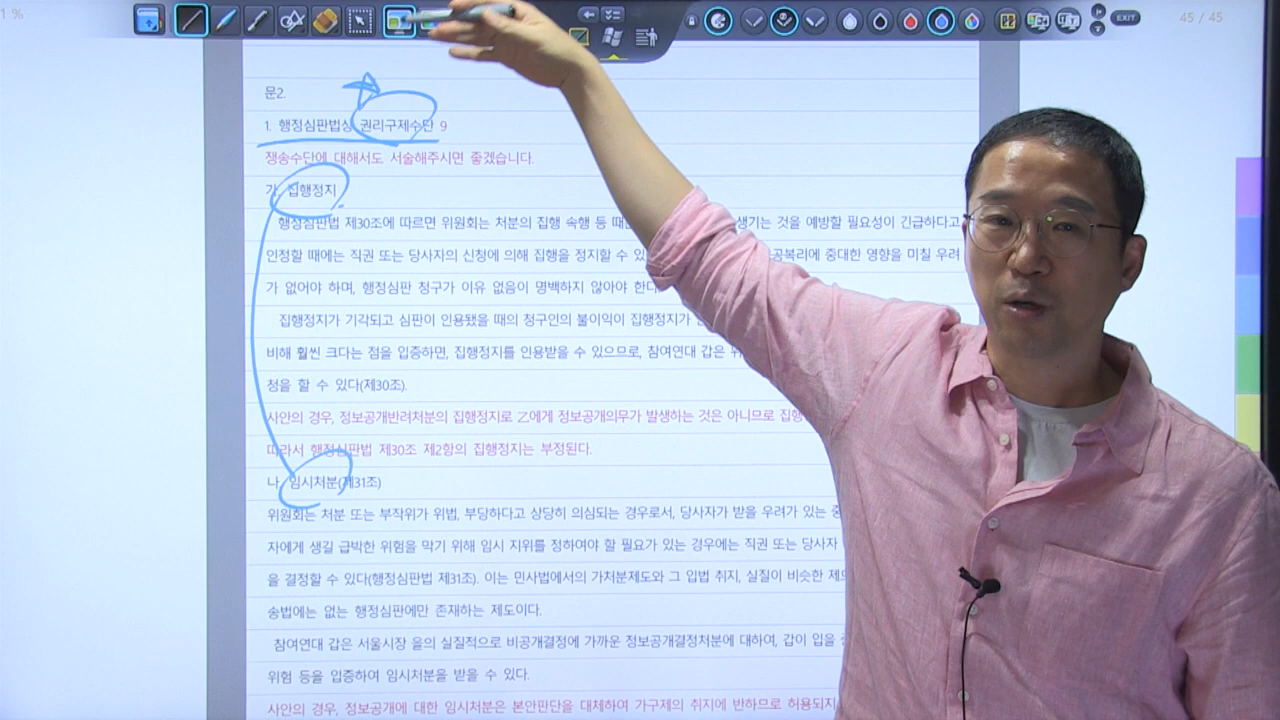 1 %
EXIT
45 / 45
문2.
1. 행정심판법상 권리구제수단 9
쟁송수단에 대해서도 서술해주시면 좋겠습니다.
가. 집행정지
행정심판법 제30조에 따르면 위원회는 처분의 집행 속행 등 생기는 것을 예방할 필요성이 긴급하다고
인정할 때에는 직권 또는 당사자의 신청에 의해 집행을 정지할 수 중대한 영향을 미칠 우려
가 없어야 하며, 행정심판 청구가 이유 없음이 명백하지 않아야 한다.
집행정지가 기각되고 심판이 인용됐을 때의 청구인의 불이익이 집행정지가
비해 훨씬 크다는 점을 입증하면, 집행정지를 인용받을 수 있으므로, 참여연대 갑은
청을 할 수 있다(제30조).
사안의 경우, 정보공개반려처분의 집행정지로 乙에게 정보공개의무가 발생하는 것은 아니므로
따라서 행정심판법 제30조 제2항의 집행정지는 부정된다.
나. 임시처분(제31조)
위원회는 처분 또는 부작위가 위법, 부당하다고 상당히 의심되는 경우로서, 당사자가 받을 우려가 있는
자에게 생길 급박한 위험을 막기 위해 임시 지위를 정하여야 할 필요가 있는 경우에는 직권 또는 당사자
을 결정할 수 있다(행정심판법 제31조). 이는 민사법에서의 가처분제도와 그 입법 취지, 실질이 비슷한
송법에는 없는 행정심판에만 존재하는 제도이다.
참여연대 갑은 서울시장 을의 실질적으로 비공개결정에 가까운 정보공개결정처분에 대하여, 갑이 입을
위험 등을 입증하여 임시처분을 받을 수 있다.
사안의 경우, 정보공개에 대한 임시처분은 본안판단을 대체하여 가구제의 취지에 반하므로 허용되지